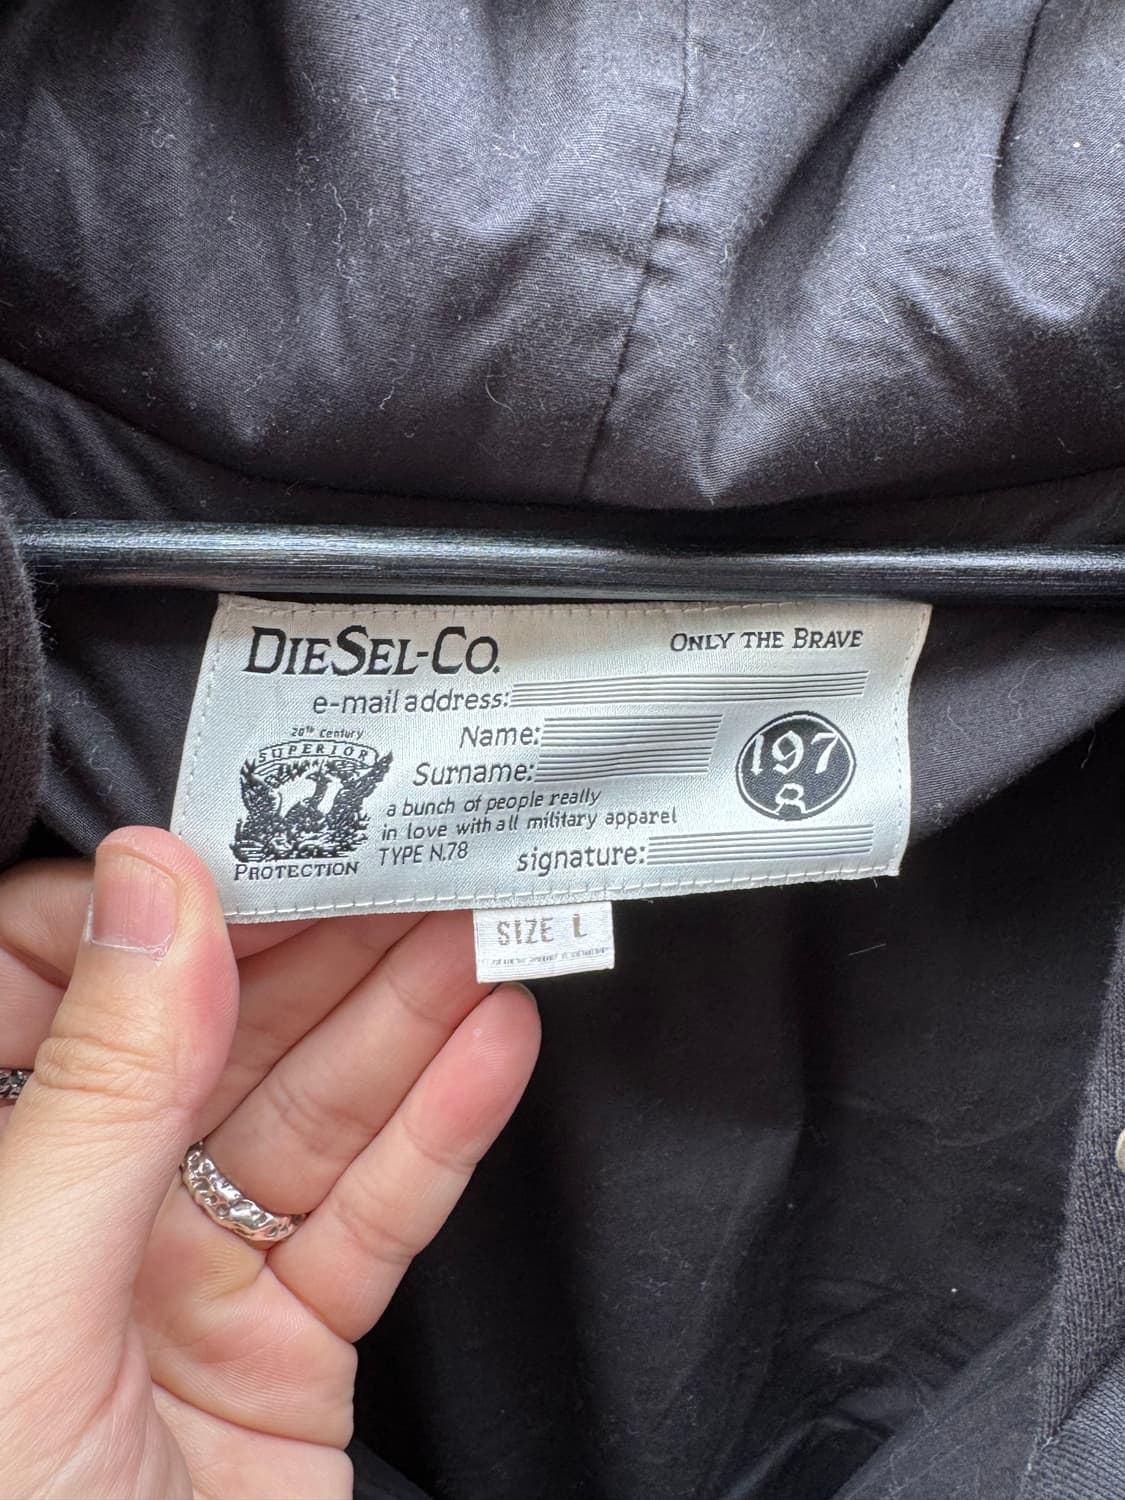 DIESEL-CO.
ONLY THE BRAVE
e-mail address:
Name:
Surname:
20th Century
SUPERIOR
PROTECTION
a bunch of people really
in love with all military apparel
TYPE N.78
signature:
197
8
SIZE L